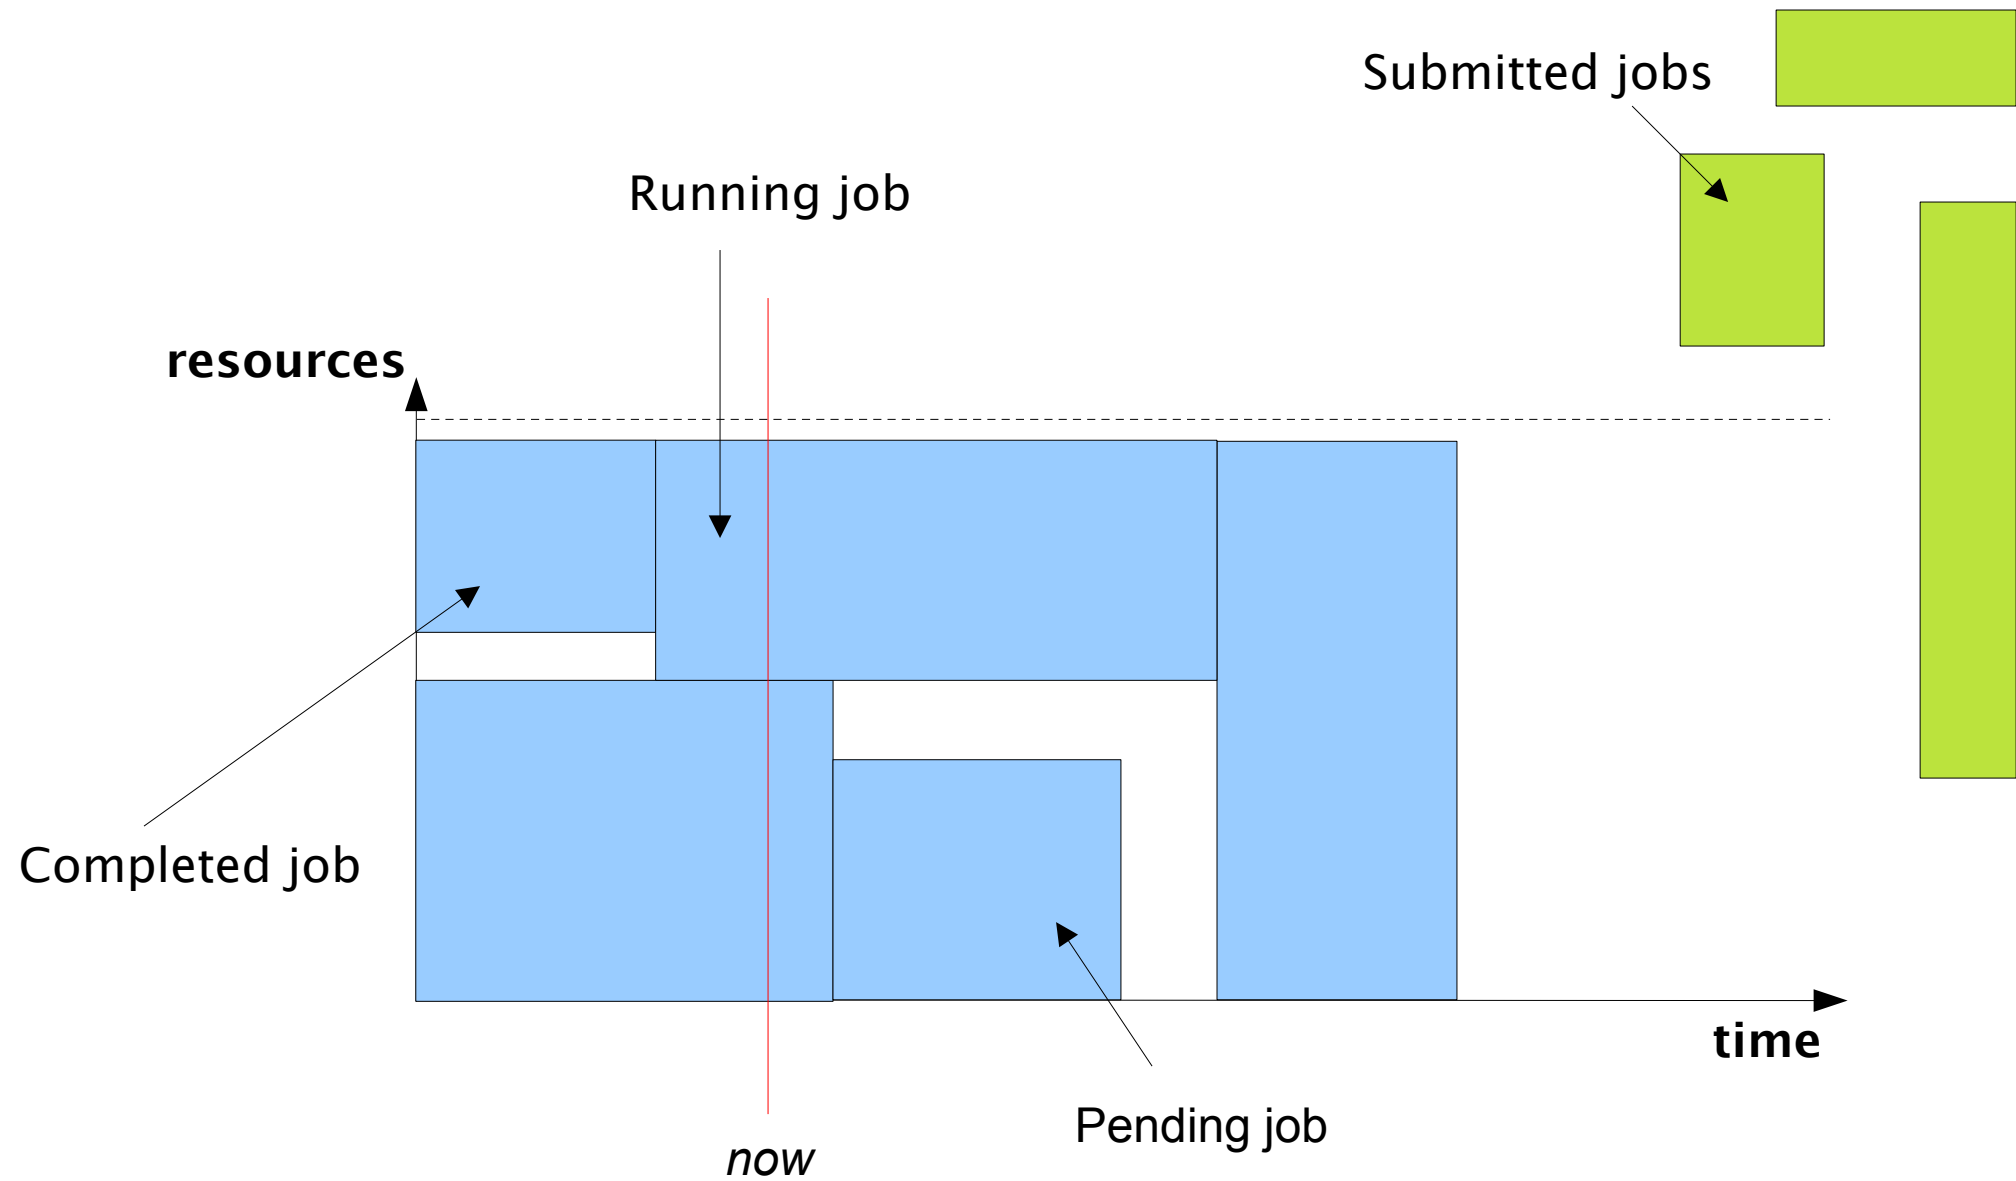 Submitted jobs
Running job
resources
Completed job
time
Pending job
now